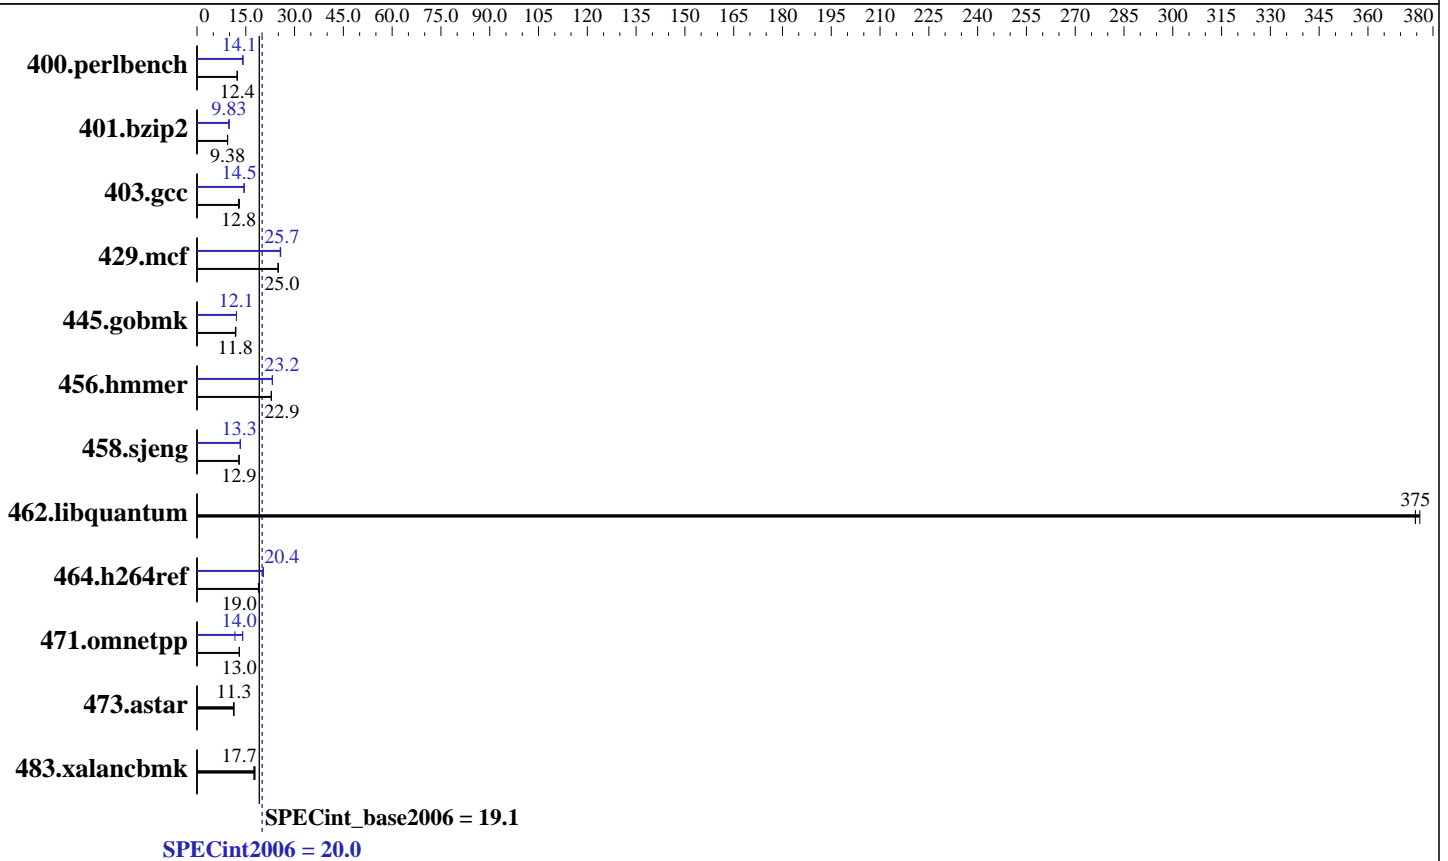 0 15.0 30.0 45.0 60.0 75.0 90.0 105 120 135 150 165 180 195 210 225 240 255 270 285 300 315 330 345 360 380
14.1
400.perlbench
12.4
9.83
401.bzip2
9.38
14.5
403.gcc
12.8
25.7
429.mcf
25.0
12.1
445.gobmk
11.8
23.2
456.hmmer
22.9
13.3
458.sjeng
12.9
375
462.libquantum
20.4
464.h264ref
19.0
14.0
471.omnetpp
13.0
11.3
473.astar
17.7
483.xalancbmk
SPECint_base2006 = 19.1
SPECint2006 = 20.0